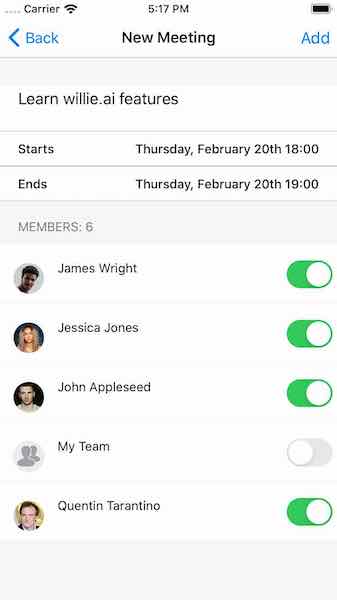 Carrier 5:17 PM
Back New Meeting Add
Learn willie.ai features
Starts Thursday, February 20th 18:00
Ends Thursday, February 20th 19:00
MEMBERS: 6
James Wright
Jessica Jones
John Appleseed
My Team
Quentin Tarantino